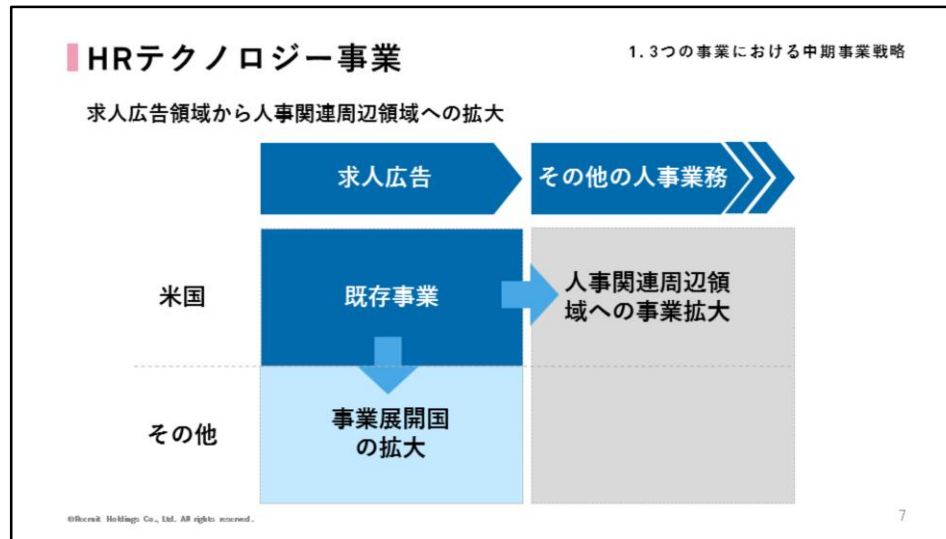 HRテクノロジー事業
1. 3つの事業における中期事業戦略
求人広告領域から人事関連周辺領域への拡大
求人広告
その他の人事業務
米国
既存事業
人事関連周辺領
域への事業拡大
その他
事業展開国
の拡大
©Recruit Holdings Co., Ltd. All rights reserved.
7